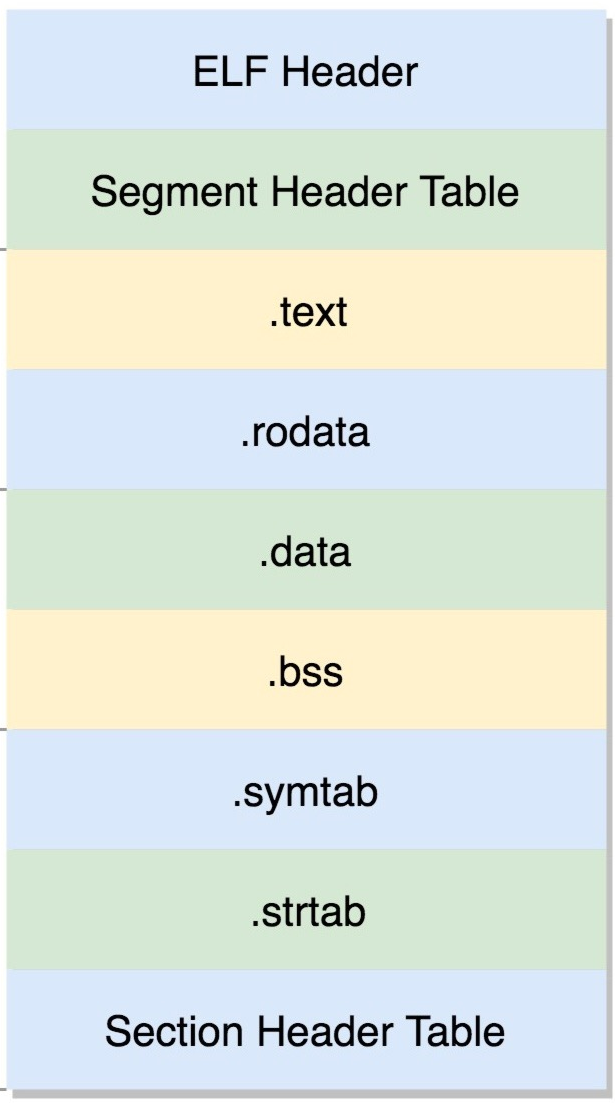 ELF Header
Segment Header Table
.text
.rodata
.data
.bss
.symtab
.strtab
Section Header Table